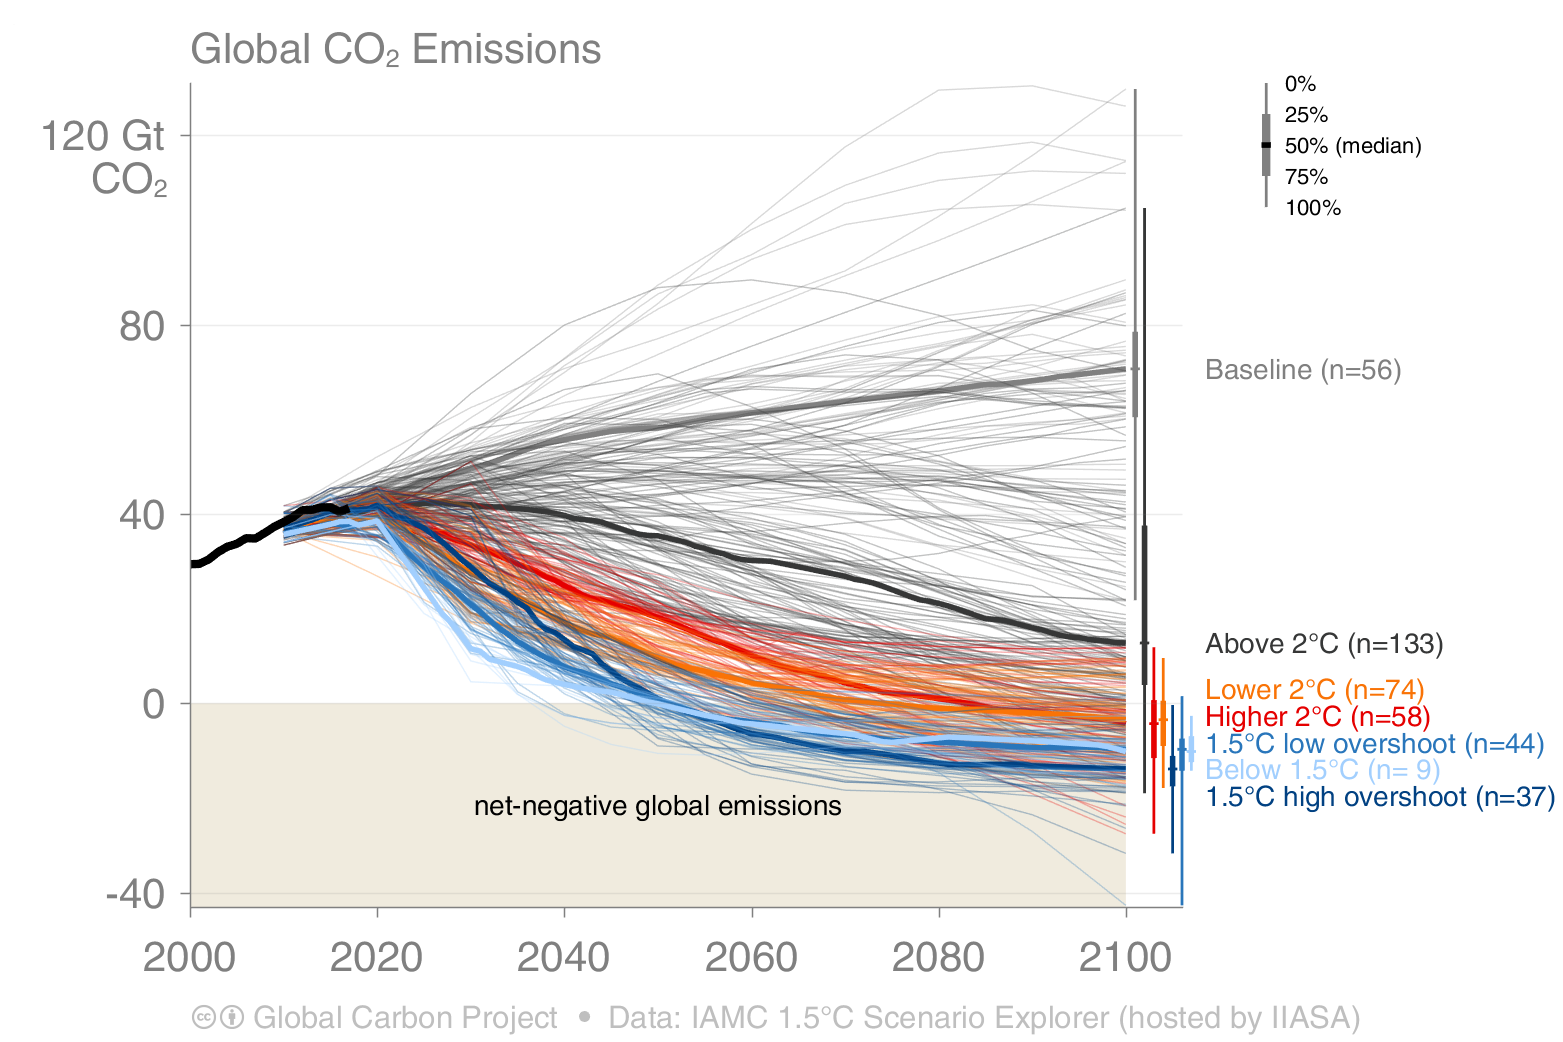 Global CO₂ Emissions
120 Gt
CO₂
80
40
0
-40
0%
25%
50% (median)
75%
100%
Baseline (n=56)
Above 2°C (n=133)
Lower 2°C (n=74)
Higher 2°C (n=58)
1.5°C low overshoot (n=44)
Below 1.5°C (n= 9)
1.5°C high overshoot (n=37)
net-negative global emissions
2000 2020 2040 2060 2080 2100
cc Global Carbon Project • Data: IAMC 1.5°C Scenario Explorer (hosted by IIASA)